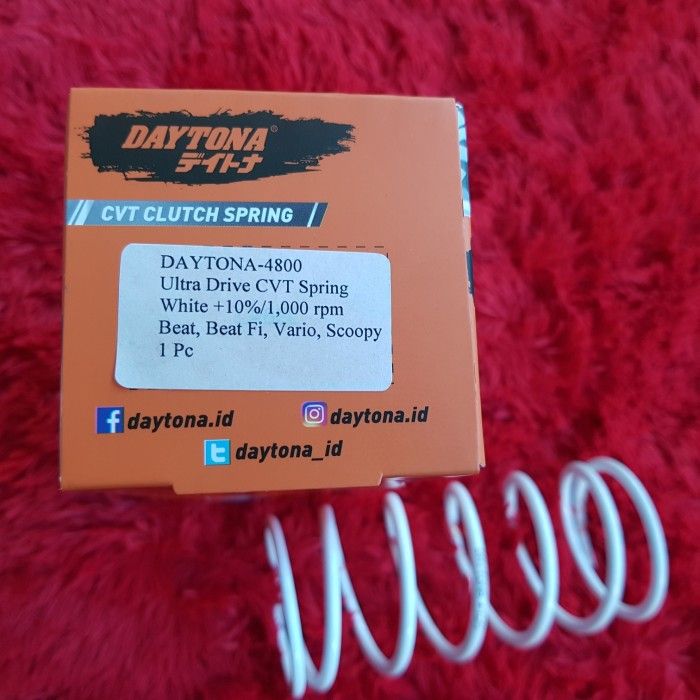 DAYTONA®
デイトナ
CVT CLUTCH SPRING
DAYTONA-4800
Ultra Drive CVT Spring
White +10%/1,000 rpm
Beat, Beat Fi, Vario, Scoopy
1 Pc
daytona.id
daytona.id
daytona_id